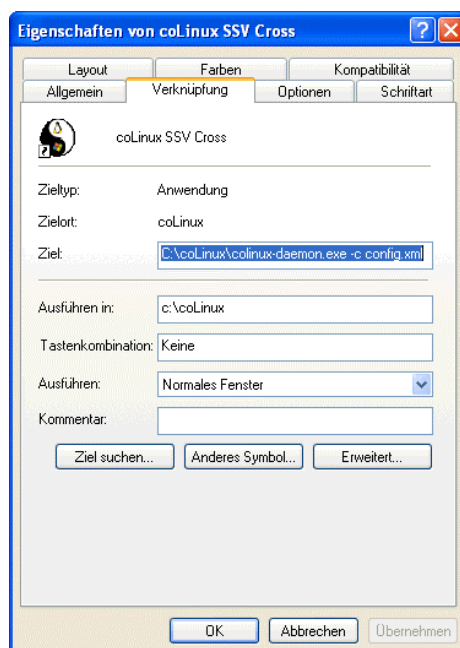 Eigenschaften von coLinux SSV Cross
Layout Farben Kompatibilität
Allgemein Verknüpfung Optionen Schriftart
coLinux SSV Cross
Zieltyp: Anwendung
Zielort: coLinux
Ziel: C:\coLinux\colinux-daemon.exe -c config.xml
Ausführen in: c:\coLinux
Tastenkombination: Keine
Ausführen: Normales Fenster
Kommentar:
Ziel suchen... Anderes Symbol... Erweitert...
OK Abbrechen Übernehmen